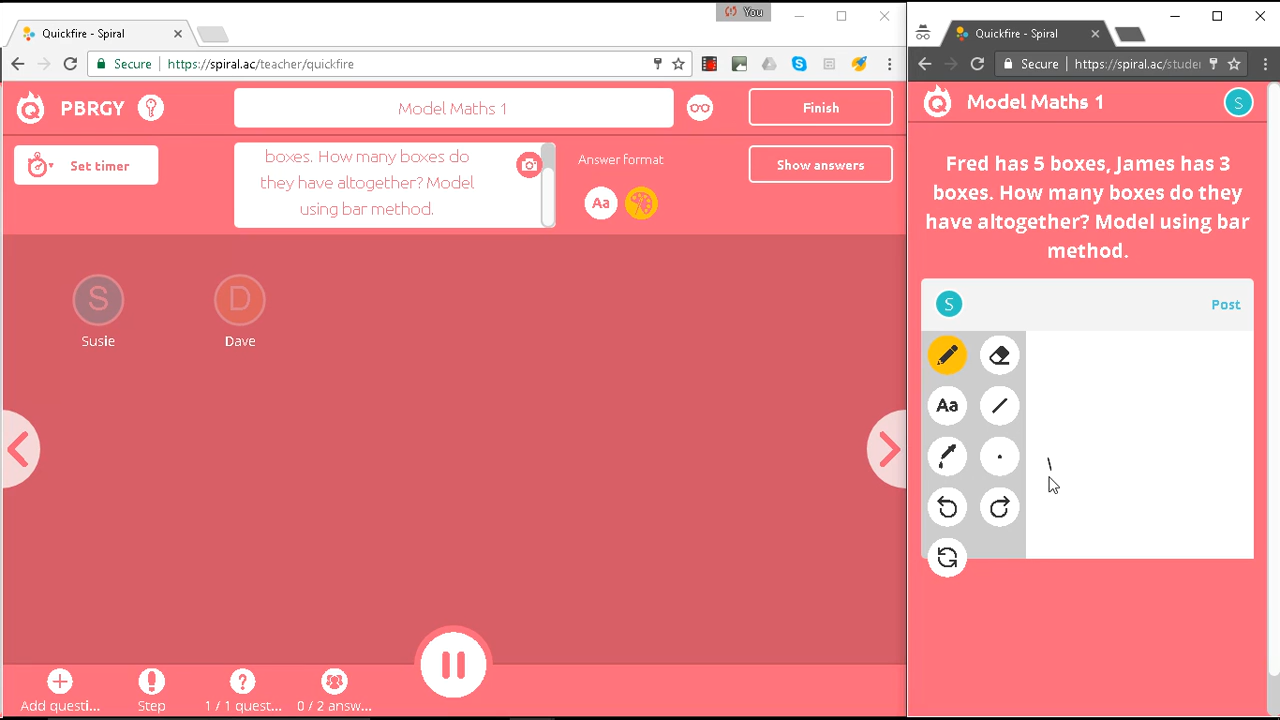 You
Quickfire - Spiral
Secure
https://spiral.ac/teacher/quickfire
PBRGY
Model Maths 1
Finish
Set timer
boxes. How many boxes do
they have altogether? Model
using bar method.
Answer format
Aa
Show answers
S
Susie
D
Dave
Add questi...
Step
1 / 1 quest...
0 / 2 answ...
Quickfire - Spiral
Secure
https://spiral.ac/stude
Model Maths 1
S
Fred has 5 boxes, James has 3
boxes. How many boxes do they
have altogether? Model using bar
method.
S
Post
Aa